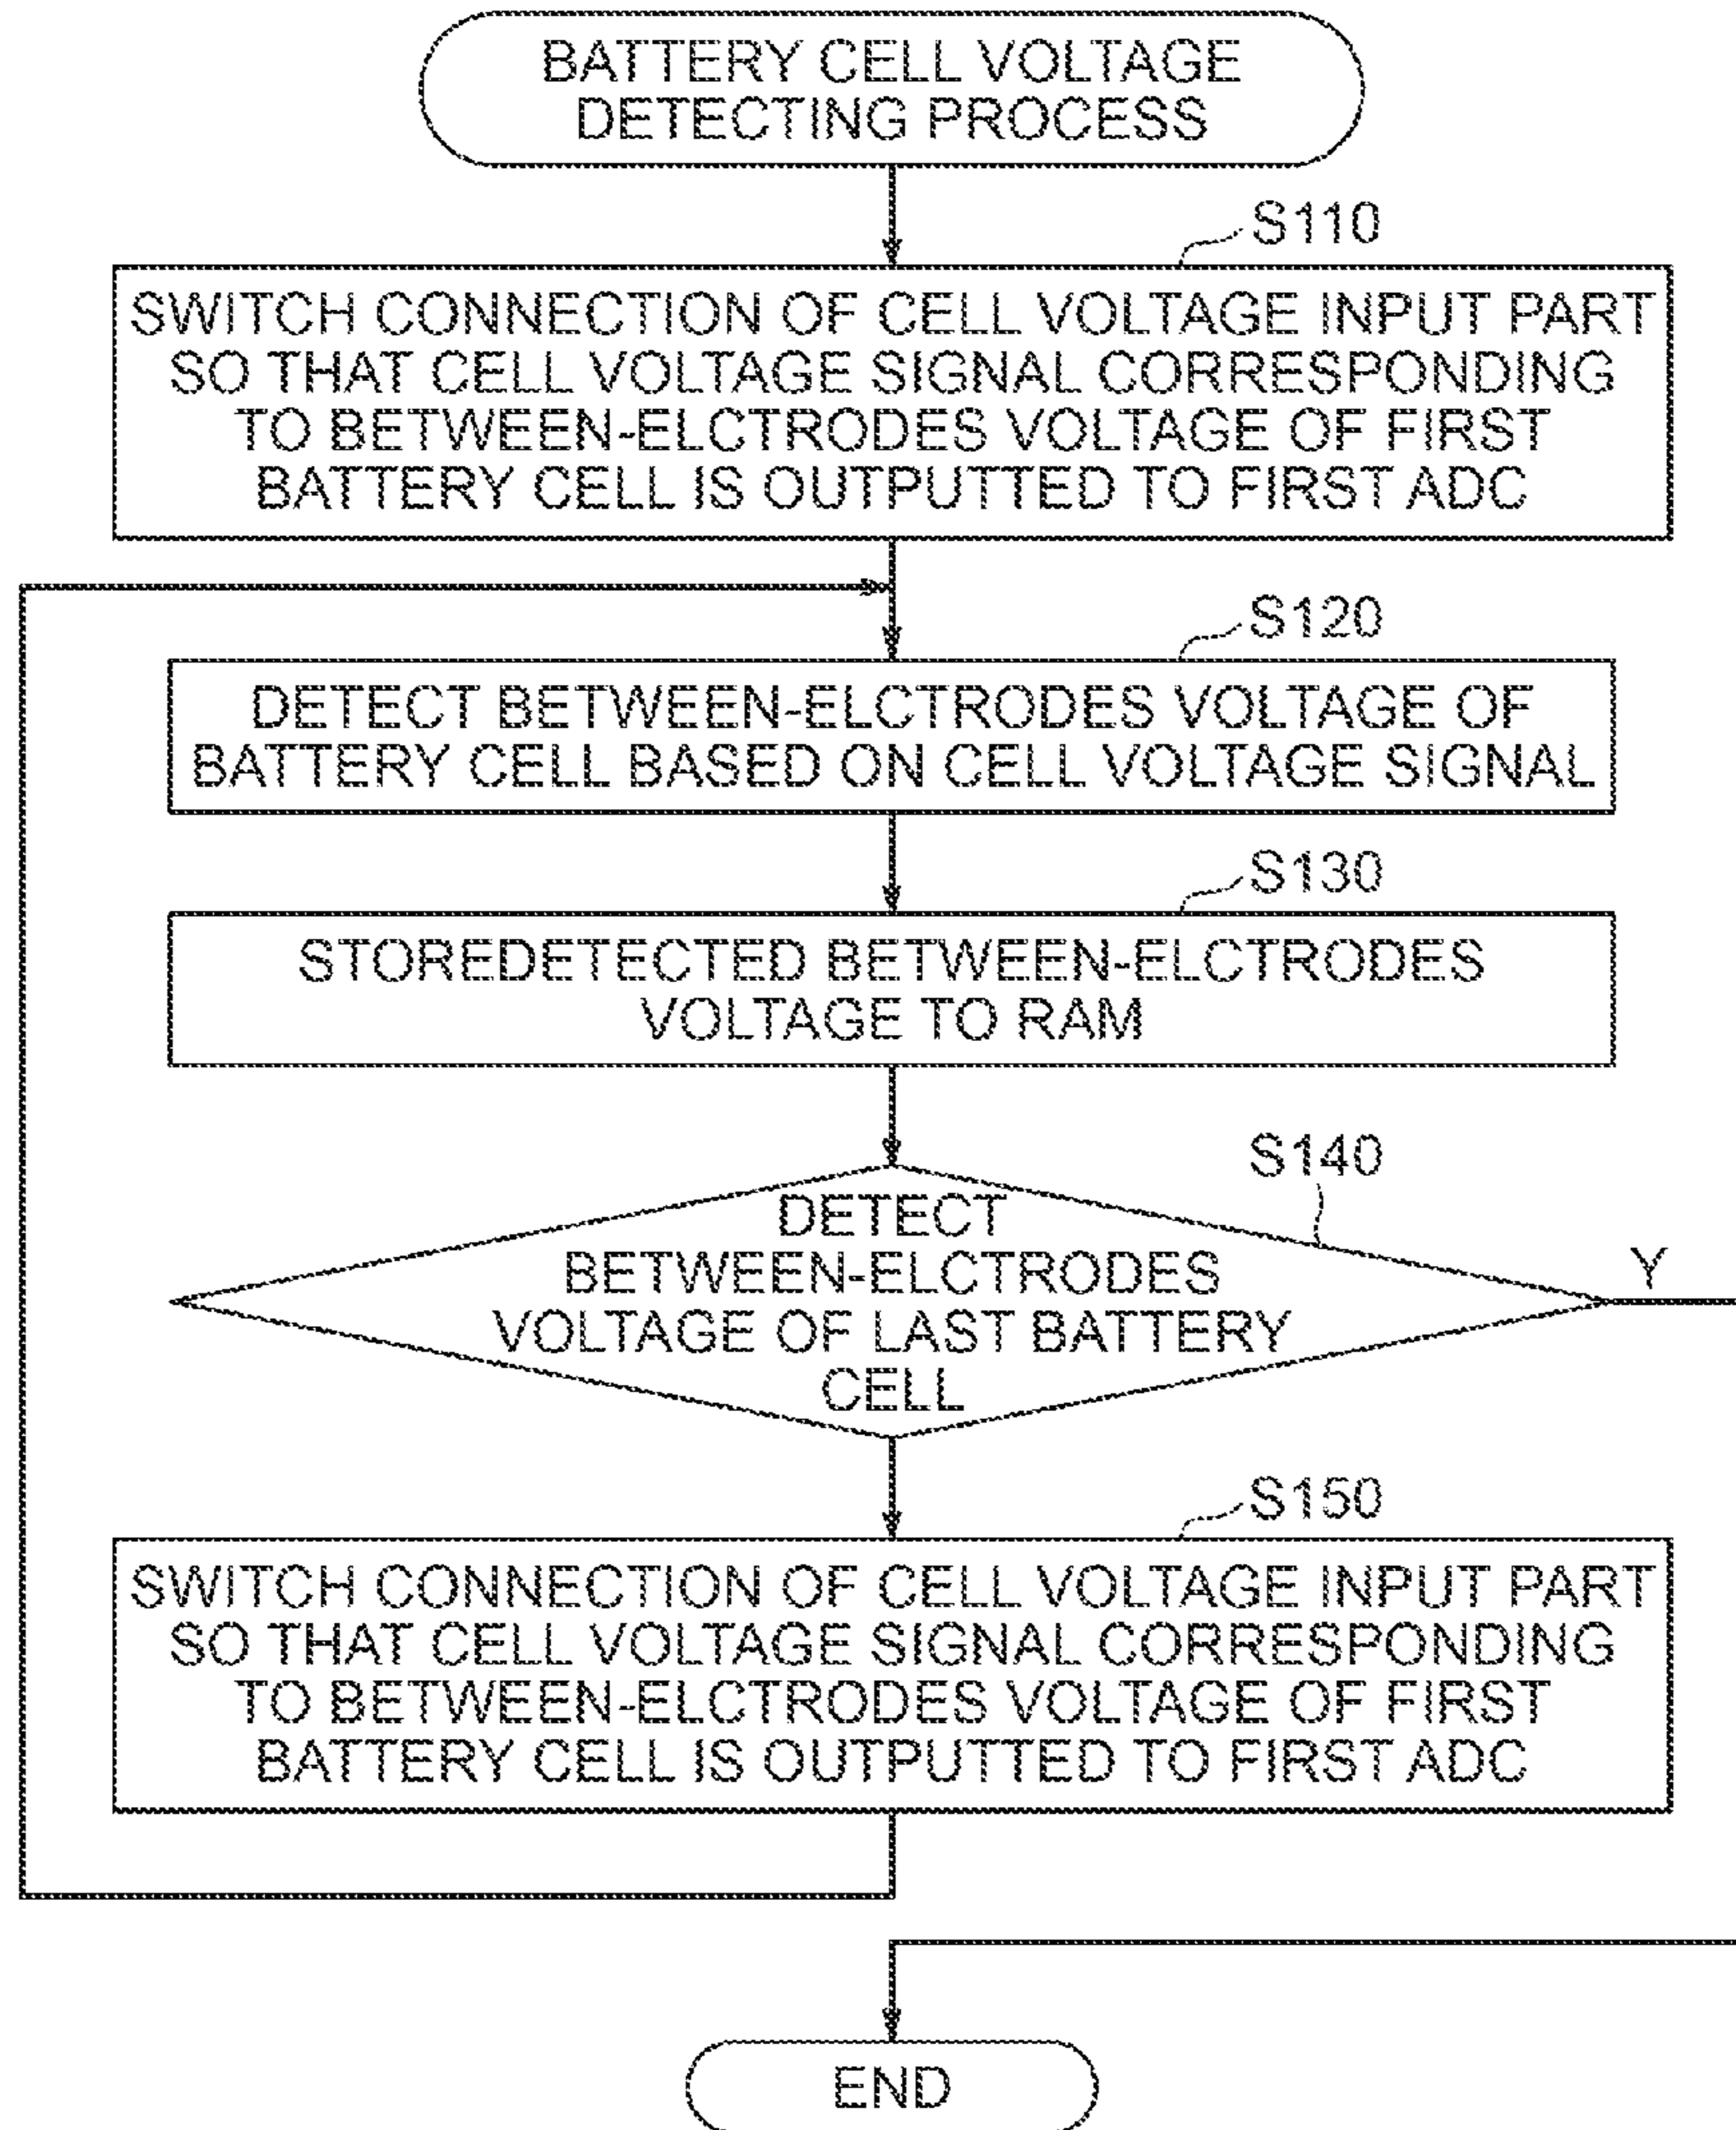 BATTERY CELL VOLTAGE
DETECTING PROCESS
S110
SWITCH CONNECTION OF CELL VOLTAGE INPUT PART
SO THAT CELL VOLTAGE SIGNAL CORRESPONDING
TO BETWEEN-ELCTRODES VOLTAGE OF FIRST
BATTERY CELL IS OUTPUTTED TO FIRST ADC
S120
DETECT BETWEEN-ELCTRODES VOLTAGE OF
BATTERY CELL BASED ON CELL VOLTAGE SIGNAL
S130
STOREDETECTED BETWEEN-ELCTRODES
VOLTAGE TO RAM
S140
DETECT
BETWEEN-ELCTRODES
VOLTAGE OF LAST BATTERY
CELL
Y
S150
SWITCH CONNECTION OF CELL VOLTAGE INPUT PART
SO THAT CELL VOLTAGE SIGNAL CORRESPONDING
TO BETWEEN-ELCTRODES VOLTAGE OF FIRST
BATTERY CELL IS OUTPUTTED TO FIRST ADC
END